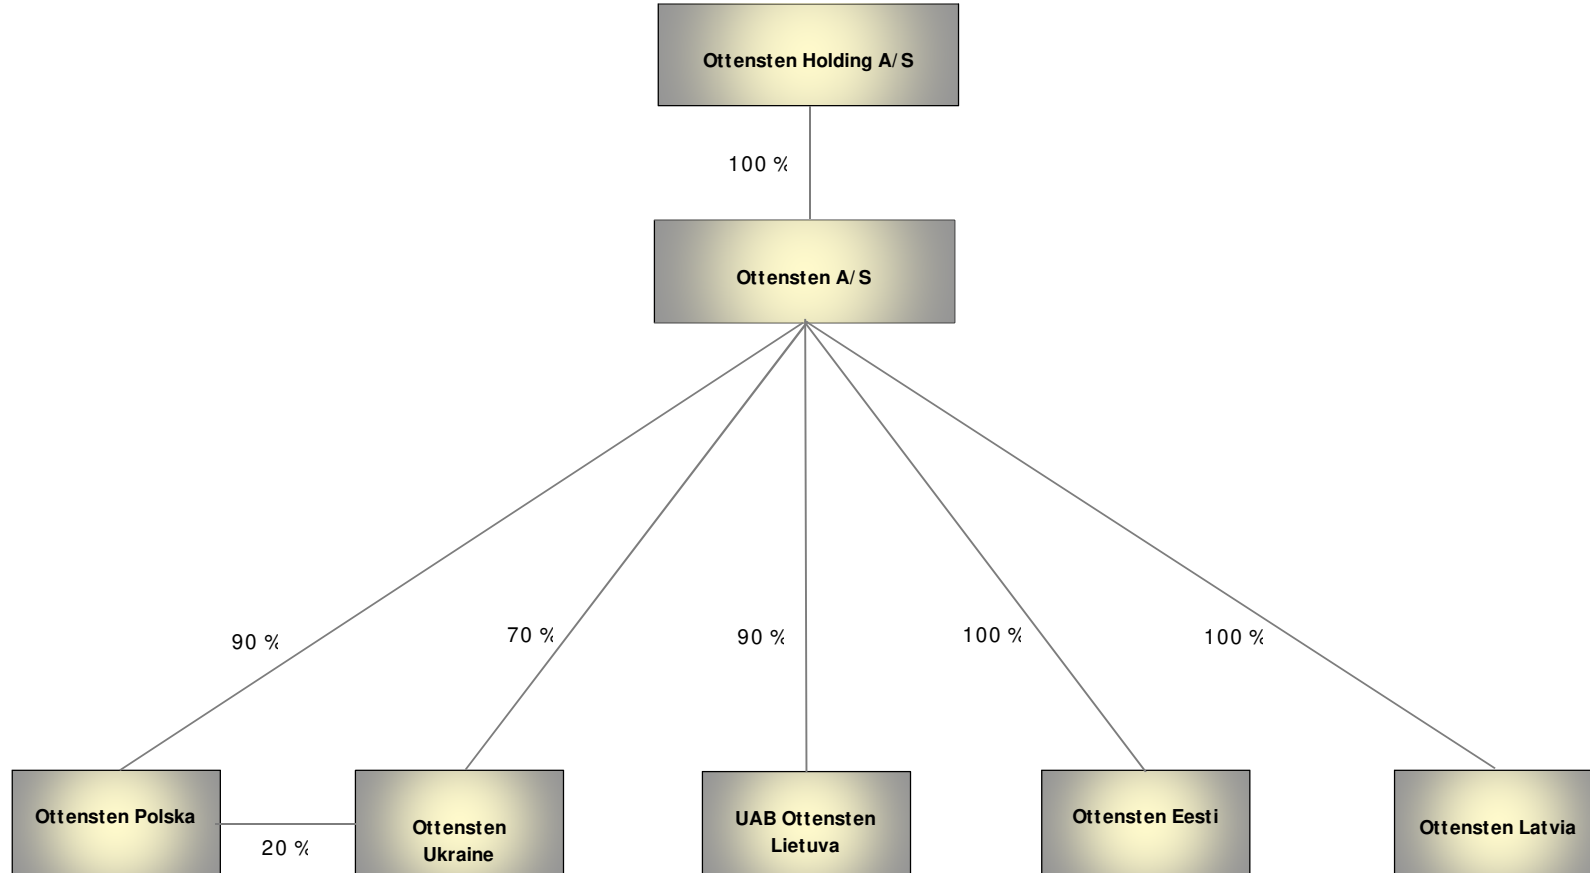 Ottensten Holding A/S
100 %
Ottensten A/S
90 %
70 %
90 %
100 %
100 %
Ottensten Polska
20 %
Ottensten
Ukraine
UAB Ottensten
Lietuva
Ottensten Eesti
Ottensten Latvia